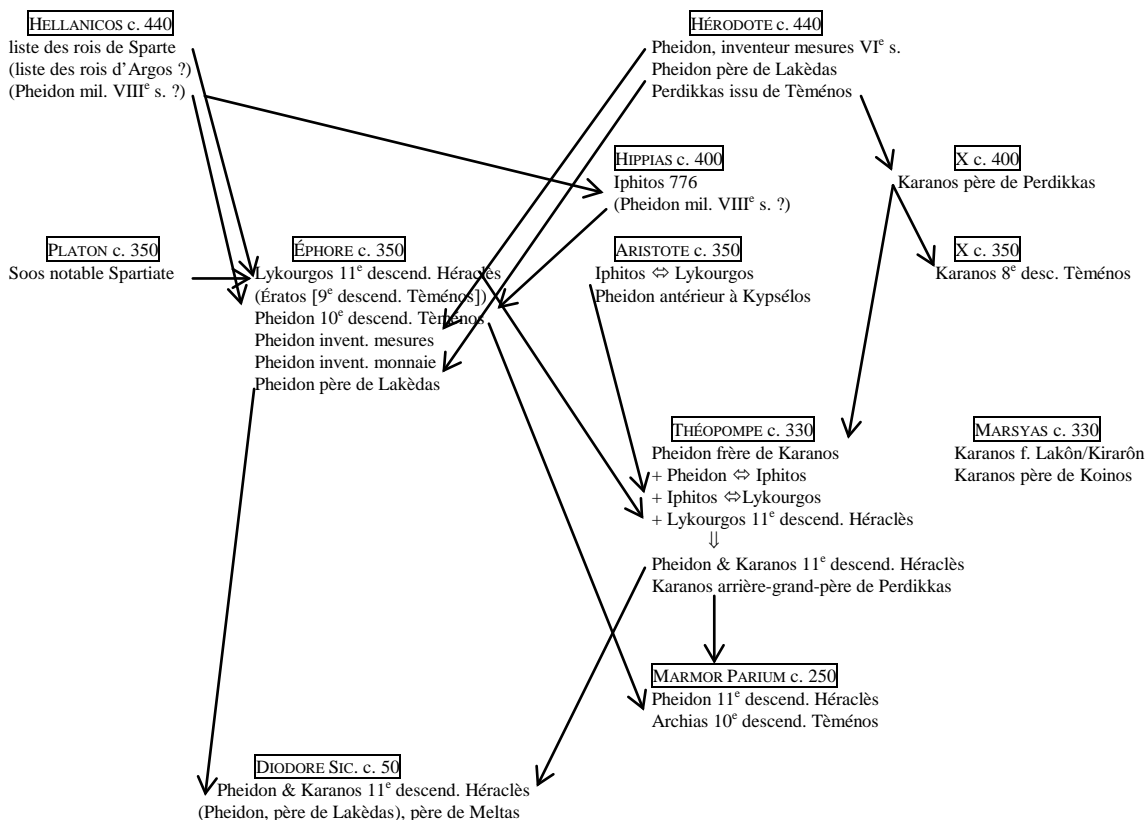 HELLANICOS c. 440
liste des rois de Sparte
(liste des rois d'Argos ?)
(Pheidon mil. VIIIe s. ?)
HÉRODOTE c. 440
Pheidon, inventeur mesures VIe s.
Pheidon père de Lakèdas
Perdikkas issu de Tèménos
HIPPIAS c. 400
Iphitos 776
(Pheidon mil. VIIIe s. ?)
X c. 400
Karanos père de Perdikkas
PLATON c. 350
Soos notable Spartiate
ÉPHORE c. 350
Lykourgos 11e descend. Héraclès
(Ératos [9e descend. Tèménos])
Pheidon 10e descend. Tèménos
Pheidon invent. mesures
Pheidon invent. monnaie
Pheidon père de Lakèdas
ARISTOTE c. 350
Iphitos ⇔ Lykourgos
Pheidon antérieur à Kypsélos
X c. 350
Karanos 8e desc. Tèménos
THÉOPOMPE c. 330
Pheidon frère de Karanos
+ Pheidon ⇔ Iphitos
+ Iphitos ⇔Lykourgos
+ Lykourgos 11e descend. Héraclès
⇓
Pheidon & Karanos 11e descend. Héraclès
Karanos arrière-grand-père de Perdikkas
MARSYAS c. 330
Karanos f. Lakôn/Kirarôn
Karanos père de Koinos
MARMOR PARIUM c. 250
Pheidon 11e descend. Héraclès
Archias 10e descend. Tèménos
DIODORE SIC. c. 50
Pheidon & Karanos 11e descend. Héraclès
(Pheidon, père de Lakèdas), père de Meltas